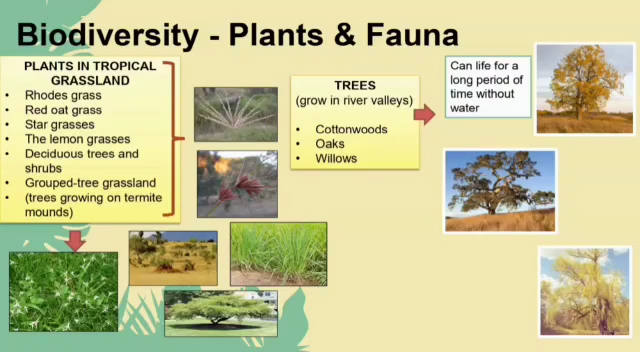 Biodiversity - Plants & Fauna
PLANTS IN TROPICAL
GRASSLAND
• Rhodes grass
• Red oat grass
• Star grasses
• The lemon grasses
• Deciduous trees and
shrubs
• Grouped-tree grassland
• (trees growing on termite
mounds)
TREES
(grow in river valleys)
• Cottonwoods
• Oaks
• Willows
Can life for a
long period of
time without
water